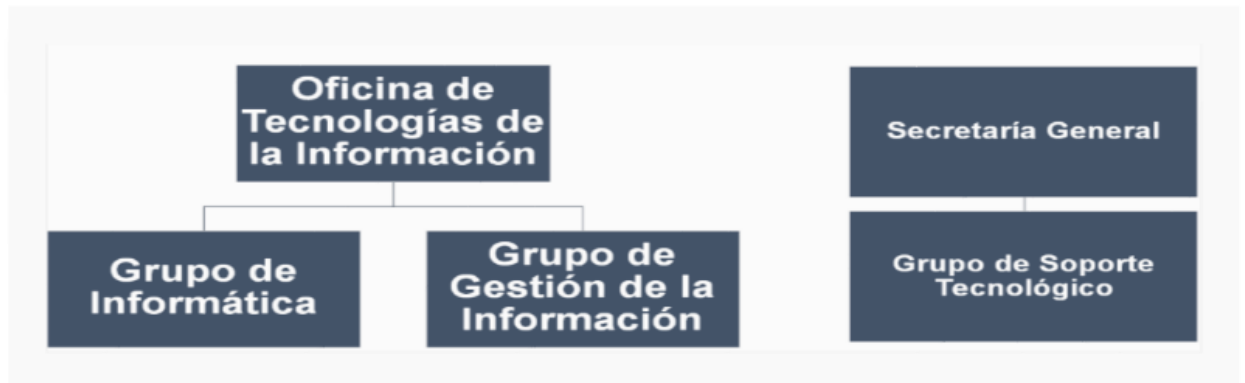 Oficina de
Tecnologías de
la Información
Secretaría General
Grupo de
Informática
Grupo de
Gestión de la
Información
Grupo de Soporte
Tecnológico